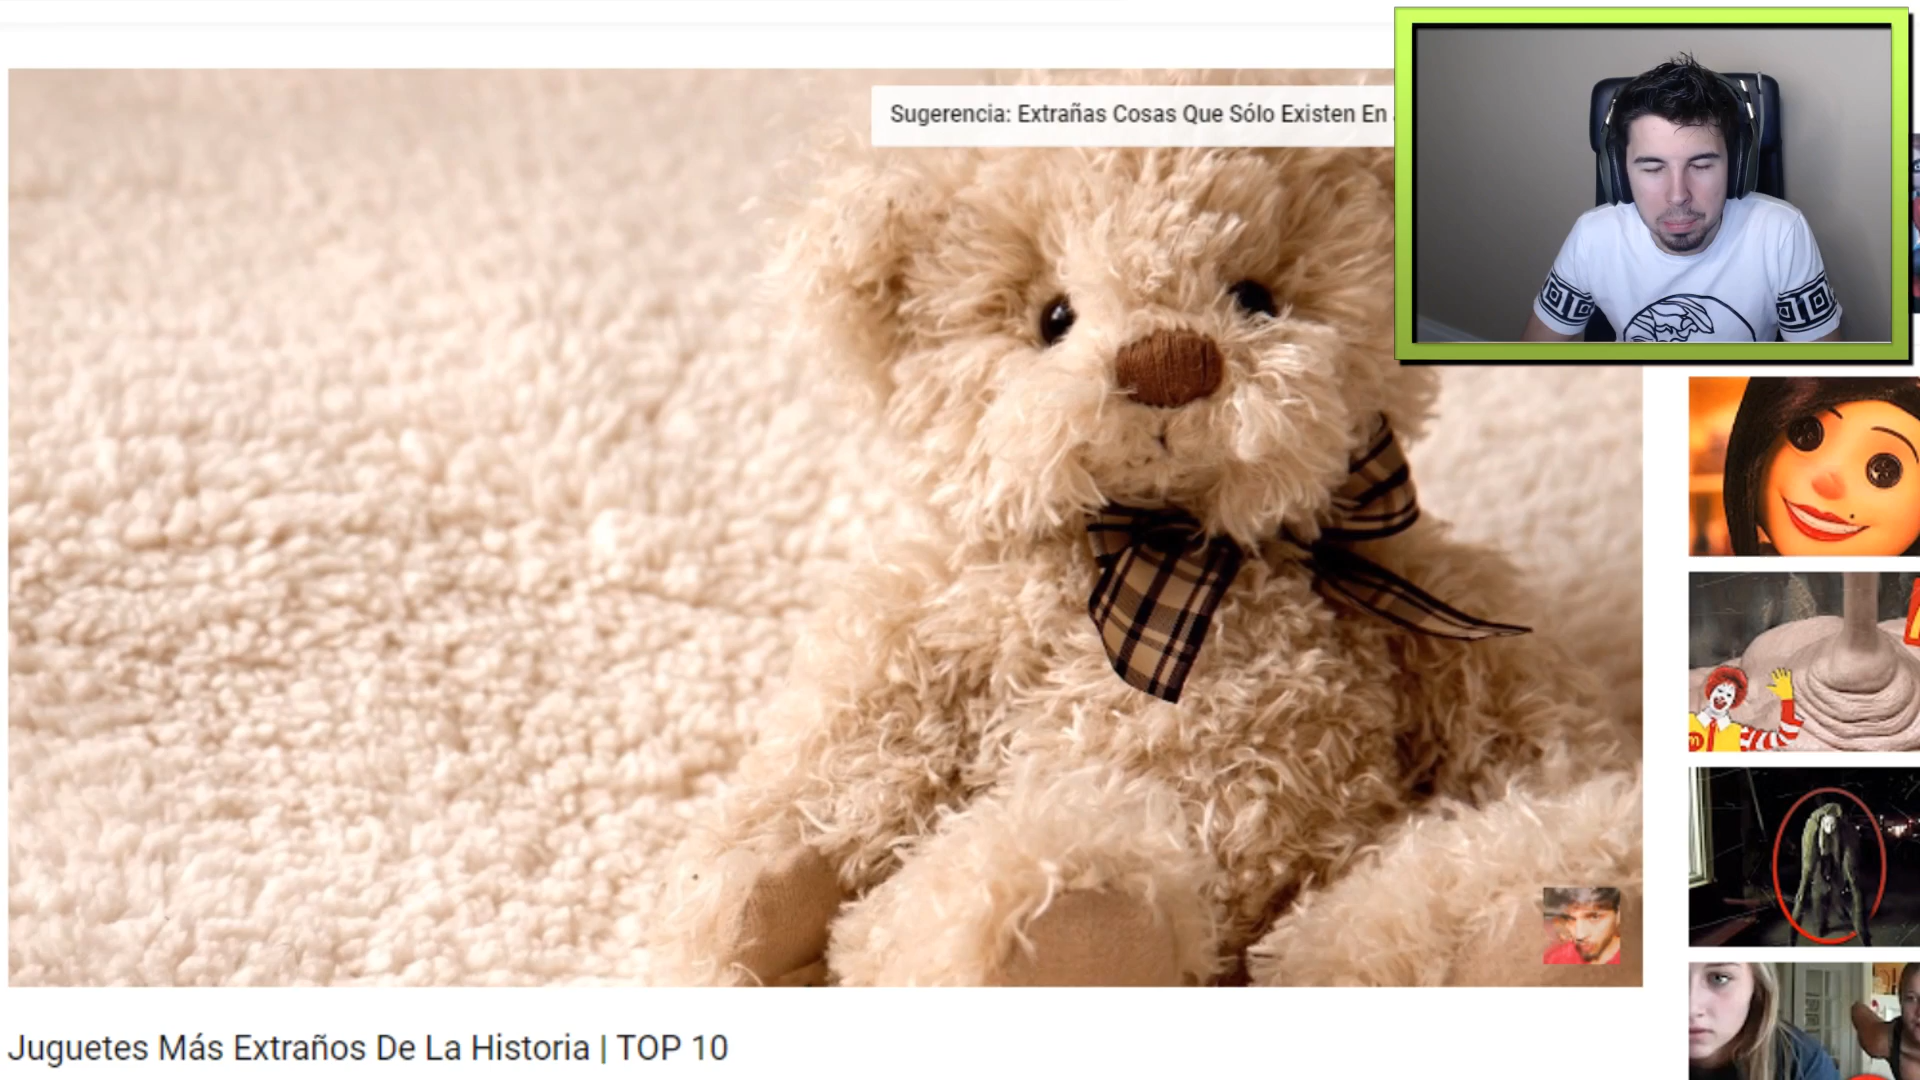 Sugerencia: Extrañas Cosas Que Sólo Existen En
Juguetes Más Extraños De La Historia | TOP 10